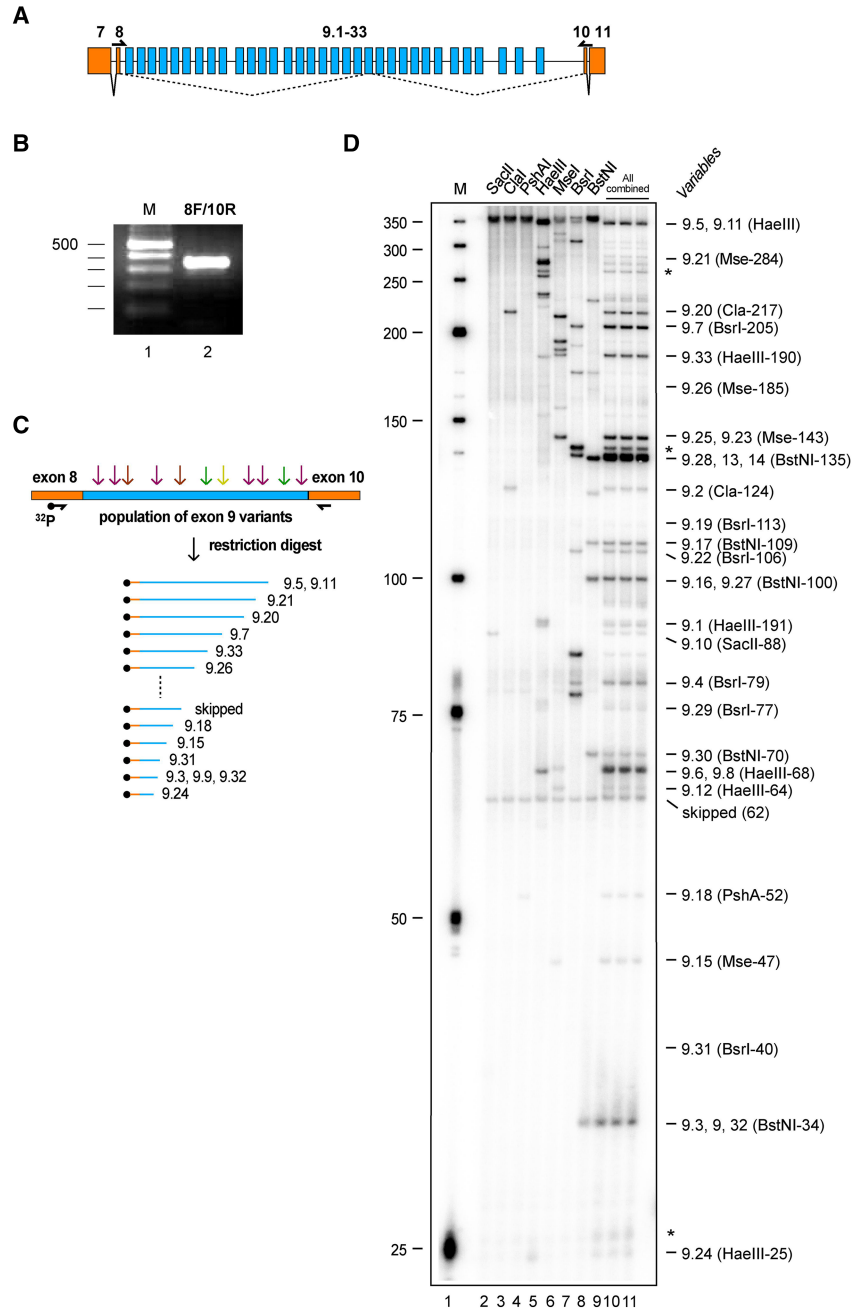 A
7 8 9.1-33 10 11
B
M 8F/10R
500
1 2
C
exon 8 exon 10
32P population of exon 9 variants
restriction digest
9.5, 9.11
9.21
9.20
9.7
9.33
9.26
skipped
9.18
9.15
9.31
9.3, 9.9, 9.32
9.24
D
M SacII ClaI PshAI HaeIII MseI BsrI BstNI All combined Variables
350
300
250
200
150
100
75
50
25
9.5, 9.11 (HaeIII)
9.21 (Mse-284)
*
9.20 (Cla-217)
9.7 (BsrI-205)
9.33 (HaeIII-190)
9.26 (Mse-185)
9.25, 9.23 (Mse-143)
*
9.28, 13, 14 (BstNI-135)
9.2 (Cla-124)
9.19 (BsrI-113)
9.17 (BstNI-109)
9.22 (BsrI-106)
9.16, 9.27 (BstNI-100)
9.1 (HaeIII-191)
9.10 (SacII-88)
9.4 (BsrI-79)
9.29 (BsrI-77)
9.30 (BstNI-70)
9.6, 9.8 (HaeIII-68)
9.12 (HaeIII-64)
skipped (62)
9.18 (PshA-52)
9.15 (Mse-47)
9.31 (BsrI-40)
9.3, 9, 32 (BstNI-34)
*
9.24 (HaeIII-25)
1 2 3 4 5 6 7 8 9 10 11